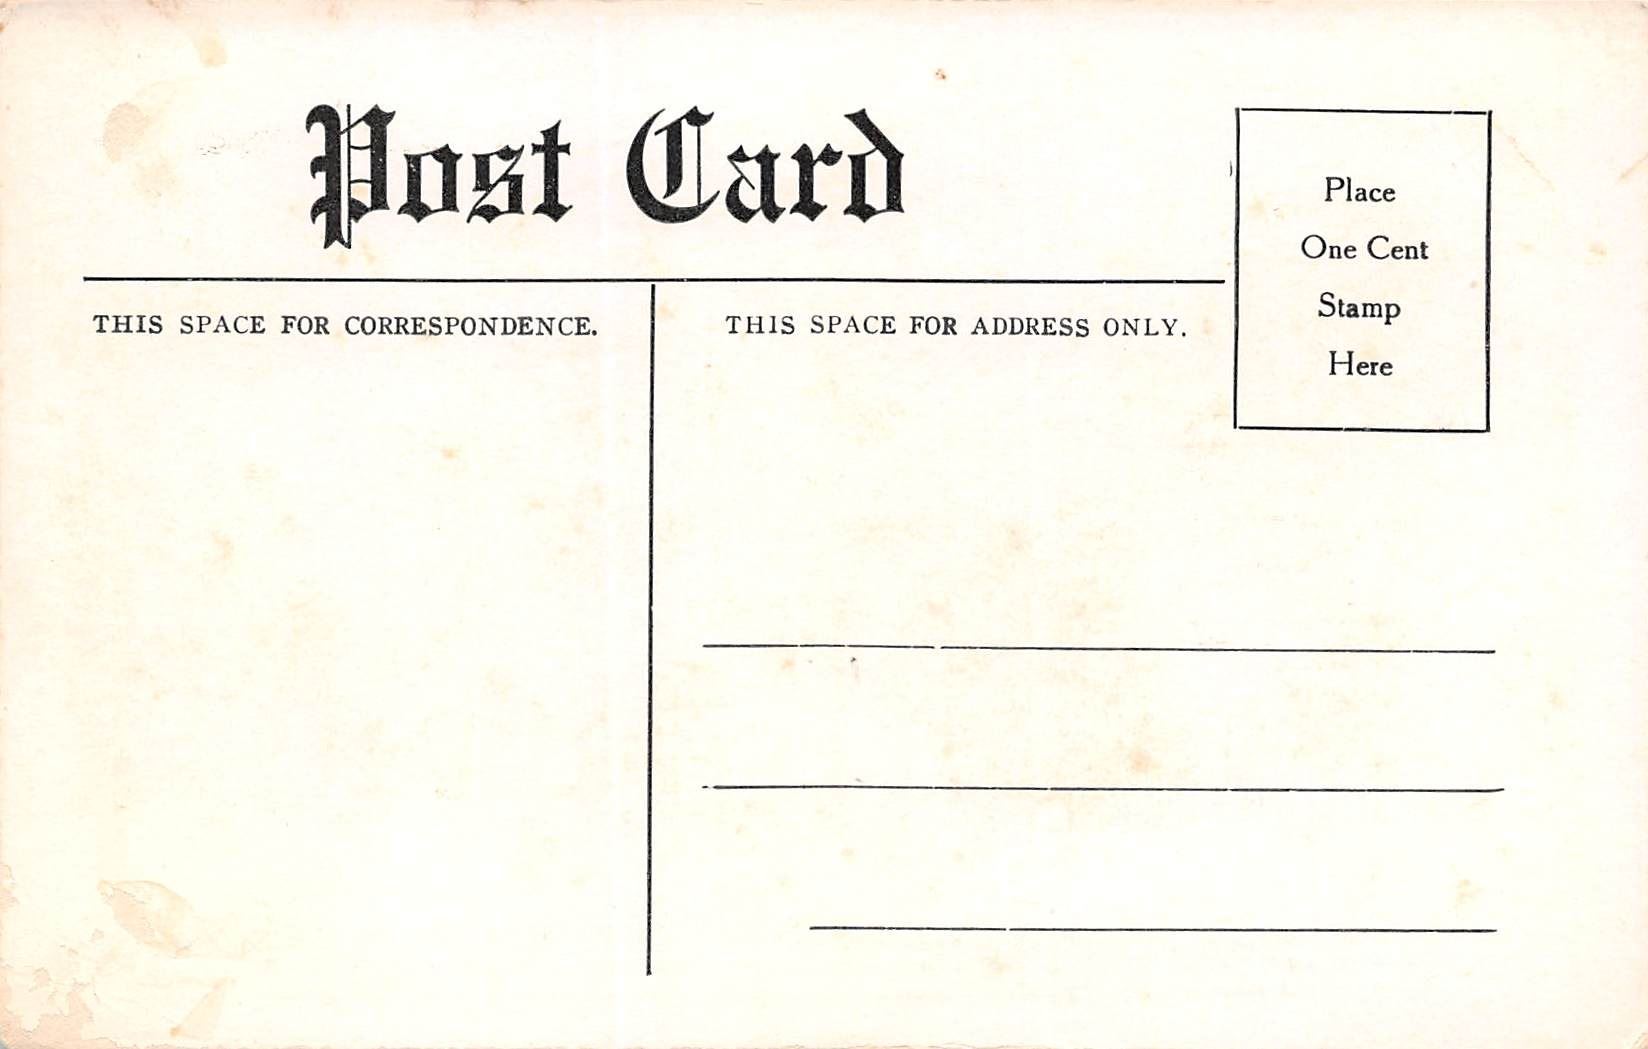 Post Card
Place
One Cent
Stamp
Here
THIS SPACE FOR CORRESPONDENCE.
THIS SPACE FOR ADDRESS ONLY.